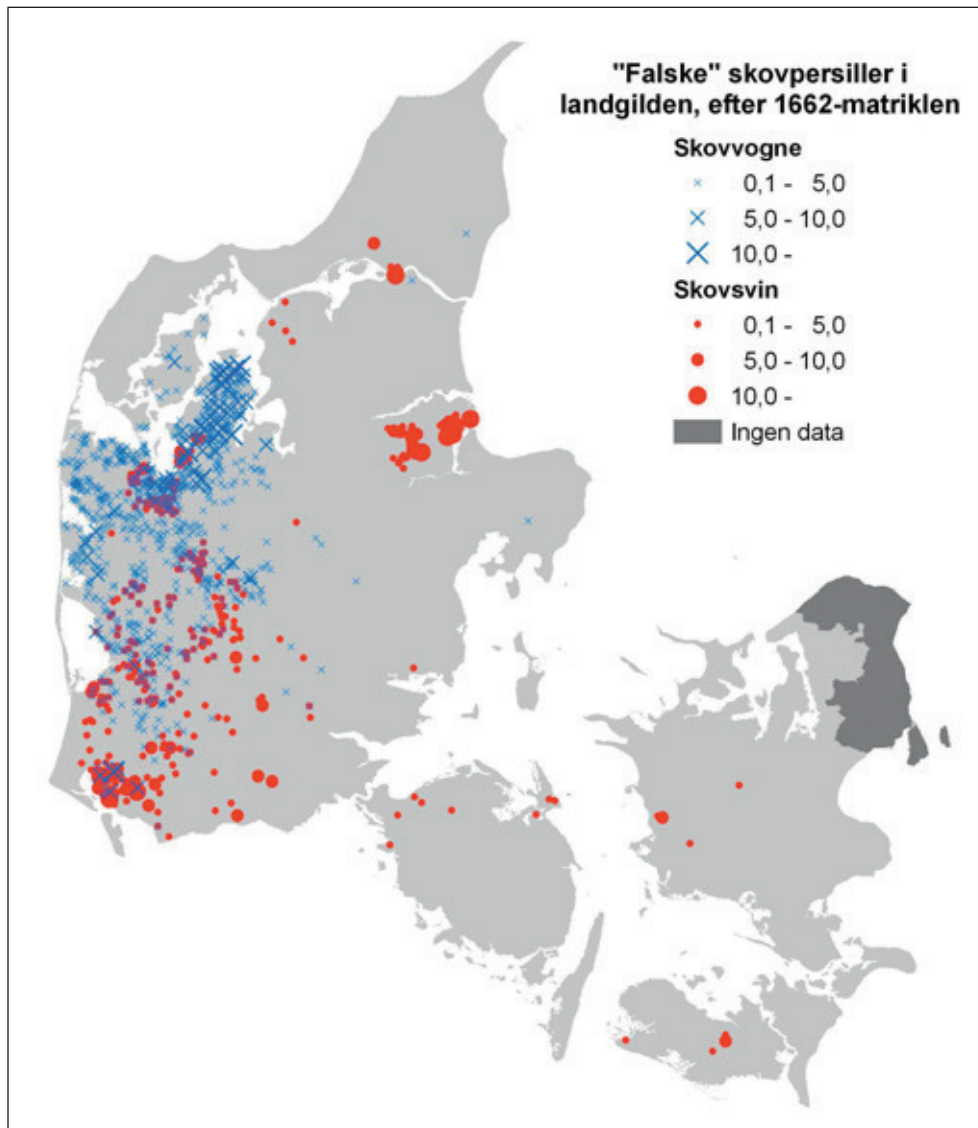 "Falske" skovpersiller i
landgilden, efter 1662-matriklen
Skovvogne
0,1 - 5,0
5,0 - 10,0
10,0 -
Skovsvin
0,1 - 5,0
5,0 - 10,0
10,0 -
Ingen data